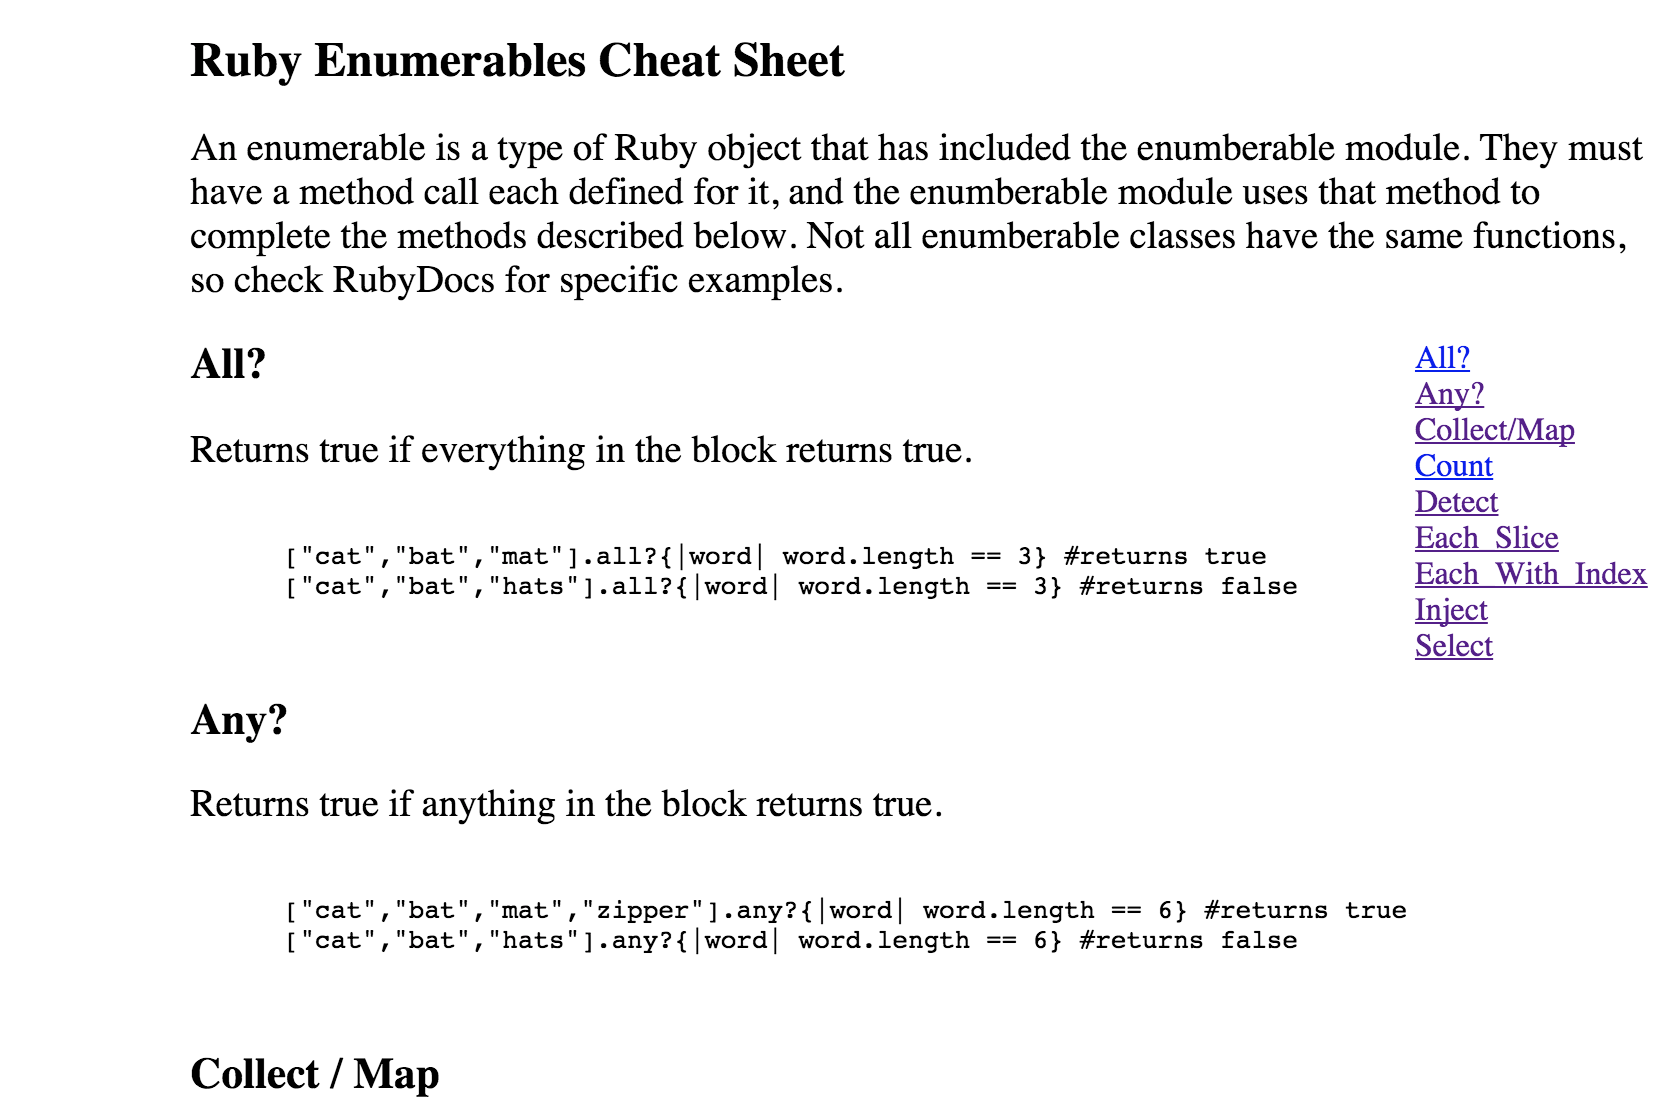 Ruby Enumerables Cheat Sheet
An enumerable is a type of Ruby object that has included the enumberable module. They must
have a method call each defined for it, and the enumberable module uses that method to
complete the methods described below. Not all enumberable classes have the same functions,
so check RubyDocs for specific examples.
All?
Returns true if everything in the block returns true.
["cat","bat","mat"].all?{|word| word.length == 3} #returns true
["cat","bat","hats"].all?{|word| word.length == 3} #returns false
Any?
Returns true if anything in the block returns true.
["cat","bat","mat","zipper"].any?{|word| word.length == 6} #returns true
["cat","bat","hats"].any?{|word| word.length == 6} #returns false
Collect / Map
All?
Any?
Collect/Map
Count
Detect
Each_Slice
Each_With_Index
Inject
Select